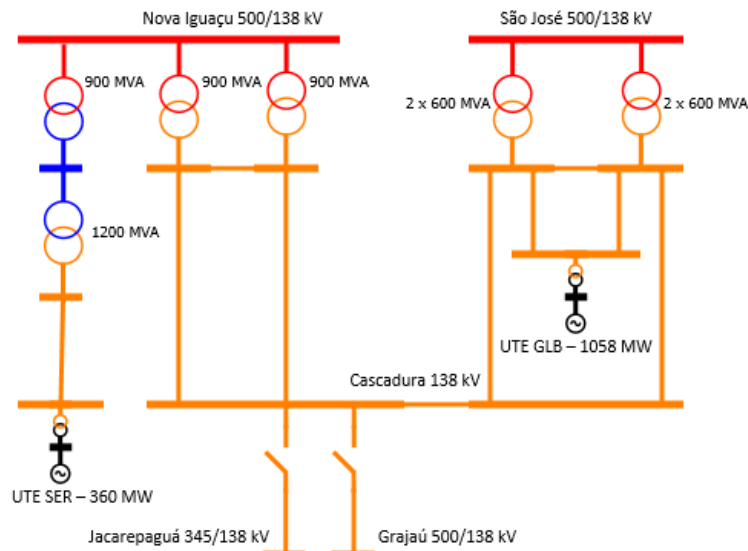 Nova Iguaçu 500/138 kV
São José 500/138 kV
900 MVA
900 MVA
900 MVA
2 x 600 MVA
2 x 600 MVA
1200 MVA
UTE GLB – 1058 MW
Cascadura 138 kV
UTE SER – 360 MW
Jacarepaguá 345/138 kV
Grajaú 500/138 kV